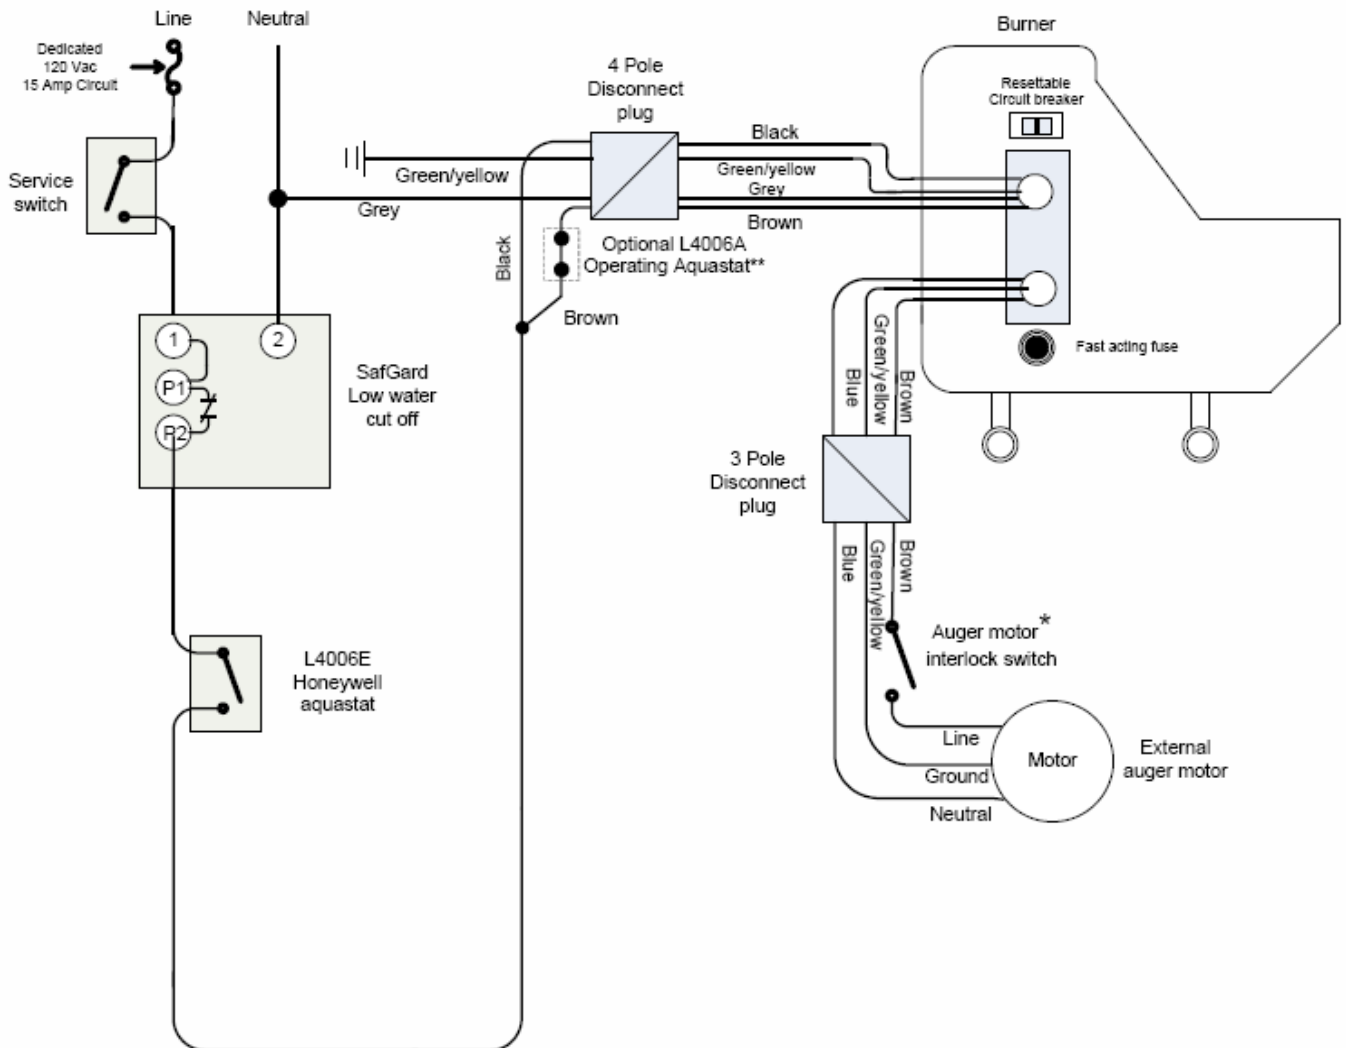 Line
Neutral
Dedicated
120 Vac
15 Amp Circuit
Service
switch
4 Pole
Disconnect
plug
Burner
Resettable
Circuit breaker
Black
Green/yellow
Green/yellow
Grey
Grey
Brown
Black
Optional L4006A
Operating Aquastat**
Brown
1
2
P1
P2
SafGard
Low water
cut off
Fast acting fuse
Blue
Green/yellow
Brown
3 Pole
Disconnect
plug
Blue
Green/yellow
Brown
Auger motor*
interlock switch
L4006E
Honeywell
aquastat
Line
Ground
Neutral
Motor
External
auger motor